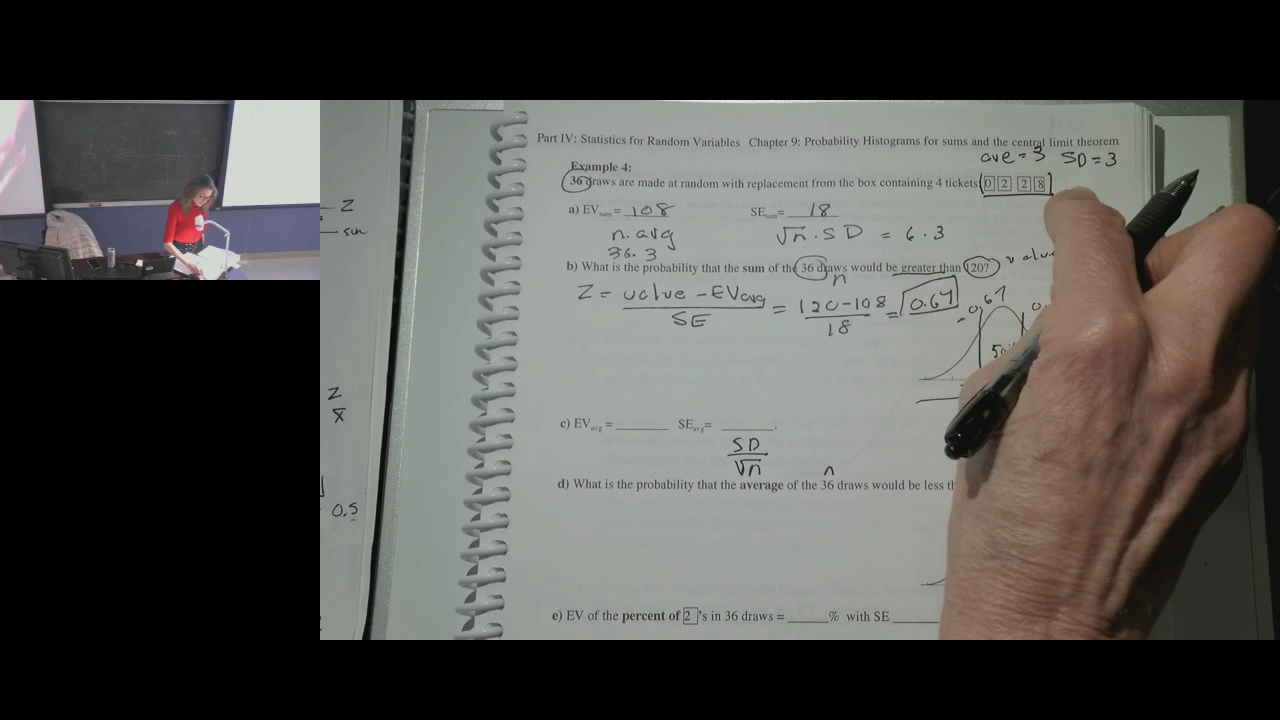 Part IV: Statistics for Random Variables Chapter 9: Probability Histograms for sums and the central limit theorem
ave = 3 SD = 3
Example 4:
36 draws are made at random with replacement from the box containing 4 tickets 0 2 2 8
a) EVsum = 108 SEsum = 18
n. avg √n . SD = 6 . 3
36. 3
b) What is the probability that the sum of the 36 draws would be greater than 120?
n
Z = value - EVavg / SE = 120 - 108 / 18 = 0.67
-0.67
c) EVavg = ______ SEavg = ______.
SD / √n
n
d) What is the probability that the average of the 36 draws would be less
e) EV of the percent of 2 's in 36 draws = _____% with SE
Z
sum
Z
x̄
0.5